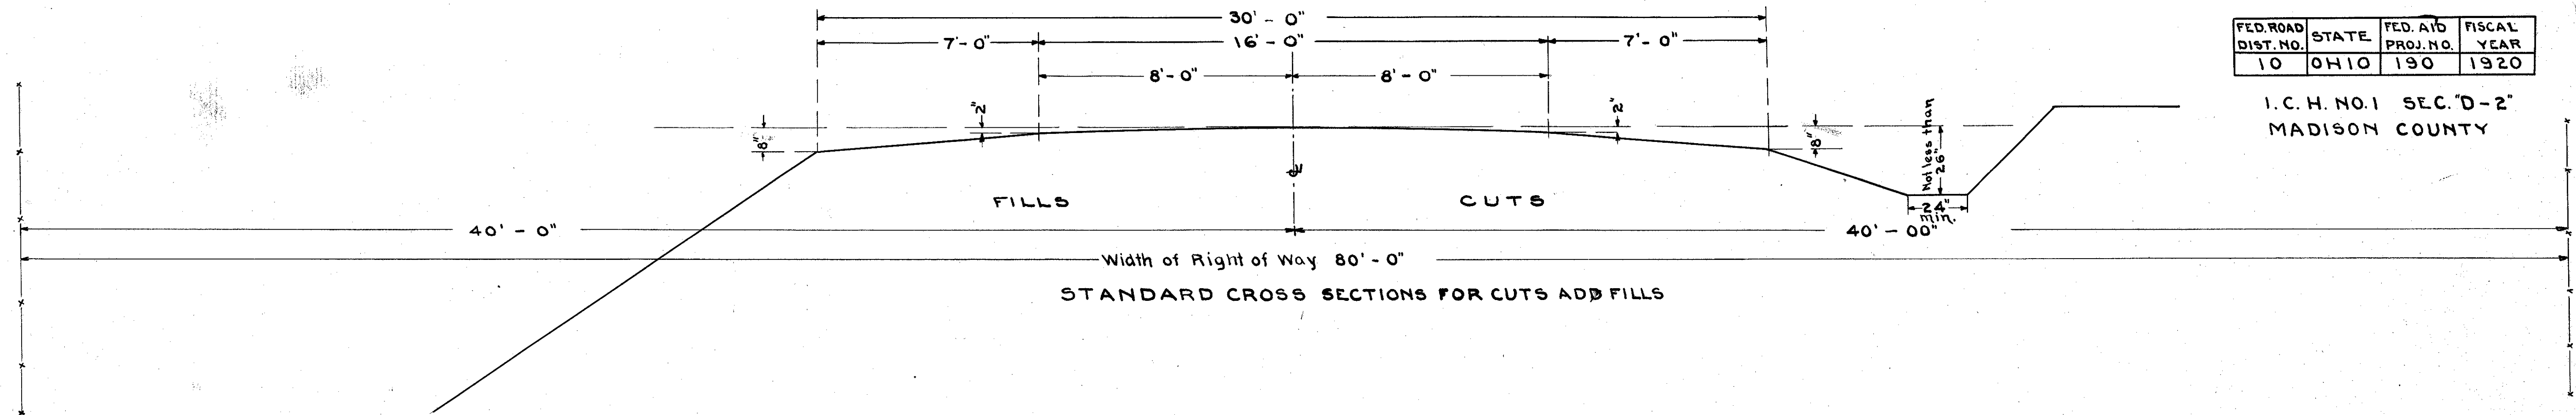 30' - 0"
7'-0" 16'-0" 7'-0"
8'-0" 8'-0"
2" 2"
8" 8"
Not less than
26"
24"
min.
℄
FILLS CUTS
40' - 0" 40' - 00"
Width of Right of Way 80'-0"
STANDARD CROSS SECTIONS FOR CUTS ADD FILLS
FED. ROAD DIST. NO. STATE FED. AID PROJ. NO. FISCAL YEAR
10 OHIO 190 1920
I. C. H. NO. 1 SEC. "D-2"
MADISON COUNTY